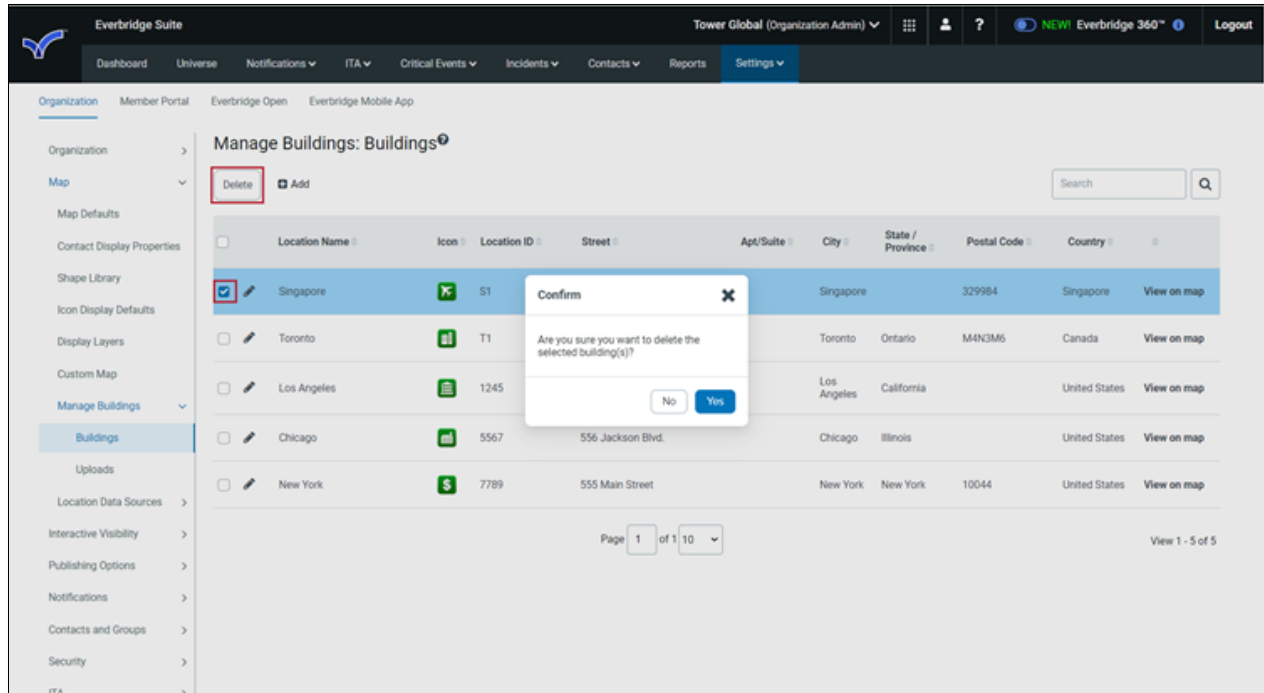 Everbridge Suite
Tower Global (Organization Admin)
?
NEW! Everbridge 360™
Logout
Dashboard Universe Notifications ITA Critical Events Incidents Contacts Reports Settings
Organization Member Portal Everbridge Open Everbridge Mobile App
Organization
Map
Map Defaults
Contact Display Properties
Shape Library
Icon Display Defaults
Display Layers
Custom Map
Manage Buildings
Buildings
Uploads
Location Data Sources
Interactive Visibility
Publishing Options
Notifications
Contacts and Groups
Security
ITA
Manage Buildings: Buildings
Delete Add
Search
Location Name Icon Location ID Street Apt/Suite City State / Province Postal Code Country
Singapore S1 Singapore 329984 Singapore View on map
Toronto T1 Toronto Ontario M4N3M6 Canada View on map
Los Angeles 1245 Los Angeles California United States View on map
Chicago 5567 556 Jackson Blvd. Chicago Illinois United States View on map
New York $ 7789 555 Main Street New York New York 10044 United States View on map
Page 1 of 1 10
View 1 - 5 of 5
Confirm
Are you sure you want to delete the
selected building(s)?
No Yes